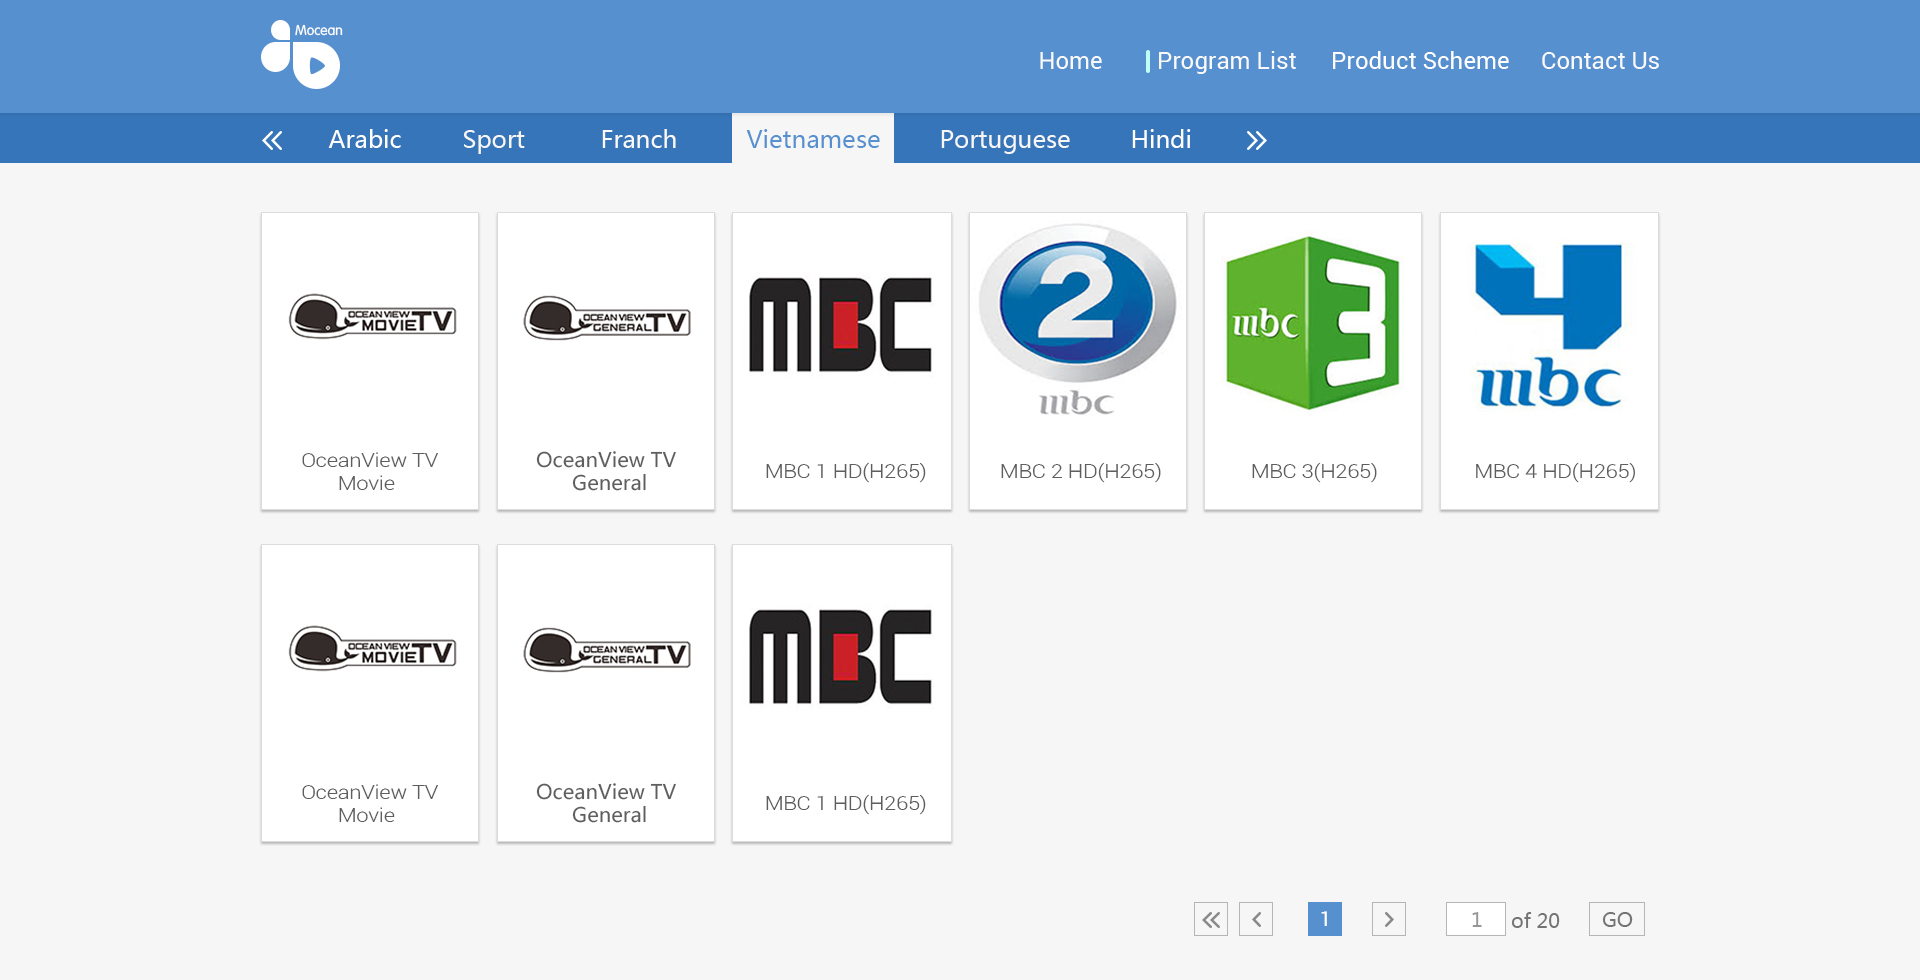 Mocean
Home Program List Product Scheme Contact Us
Arabic Sport Franch Vietnamese Portuguese Hindi
OCEAN VIEW
MOVIE TV
OceanView TV
Movie
OCEAN VIEW
GENERAL TV
OceanView TV
General
MBC
MBC 1 HD(H265)
2
mbc
MBC 2 HD(H265)
mbc 3
MBC 3(H265)
4
mbc
MBC 4 HD(H265)
OCEAN VIEW
MOVIE TV
OceanView TV
Movie
OCEAN VIEW
GENERAL TV
OceanView TV
General
MBC
MBC 1 HD(H265)
1 1 of 20 GO